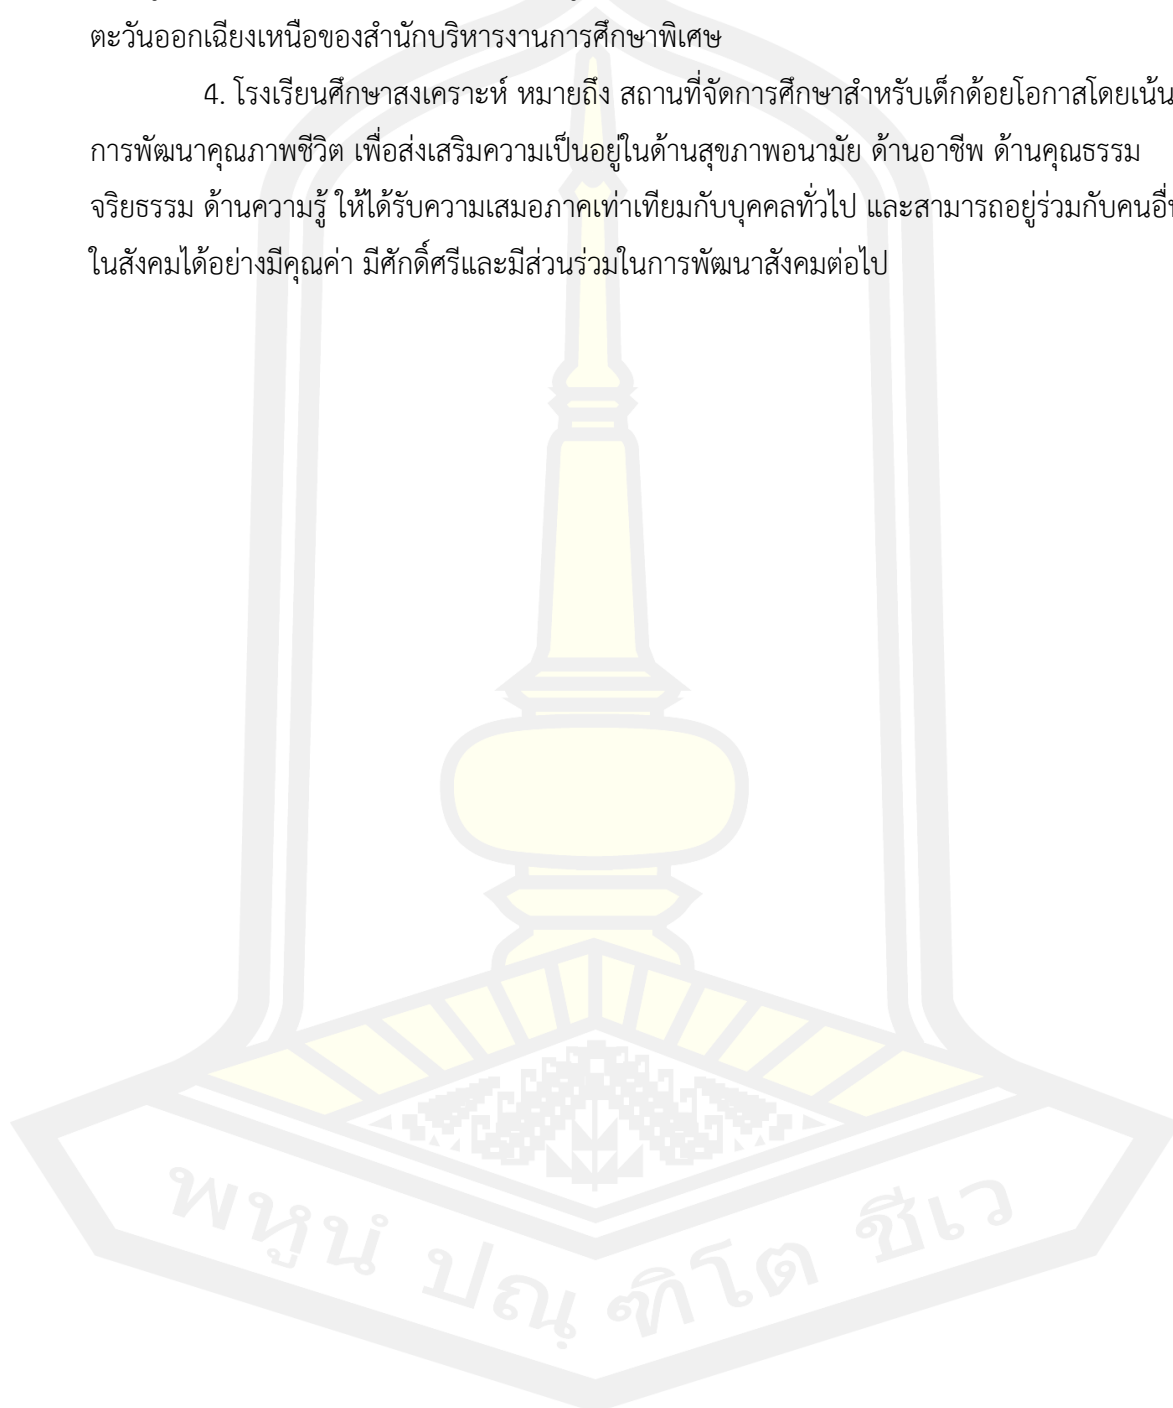 ตะวันออกเฉียงเหนือของสำนักบริหารงานการศึกษาพิเศษ
4. โรงเรียนศึกษาสงเคราะห์ หมายถึง สถานที่จัดการศึกษาสำหรับเด็กด้อยโอกาสโดยเน้น
การพัฒนาคุณภาพชีวิต เพื่อส่งเสริมความเป็นอยู่ในด้านสุขภาพอนามัย ด้านอาชีพ ด้านคุณธรรม
จริยธรรม ด้านความรู้ ให้ได้รับความเสมอภาคเท่าเทียมกับบุคคลทั่วไป และสามารถอยู่ร่วมกับคนอื่น
ในสังคมได้อย่างมีคุณค่า มีศักดิ์ศรีและมีส่วนร่วมในการพัฒนาสังคมต่อไป
พหูนํ ปณฺฑิโต ชีเว